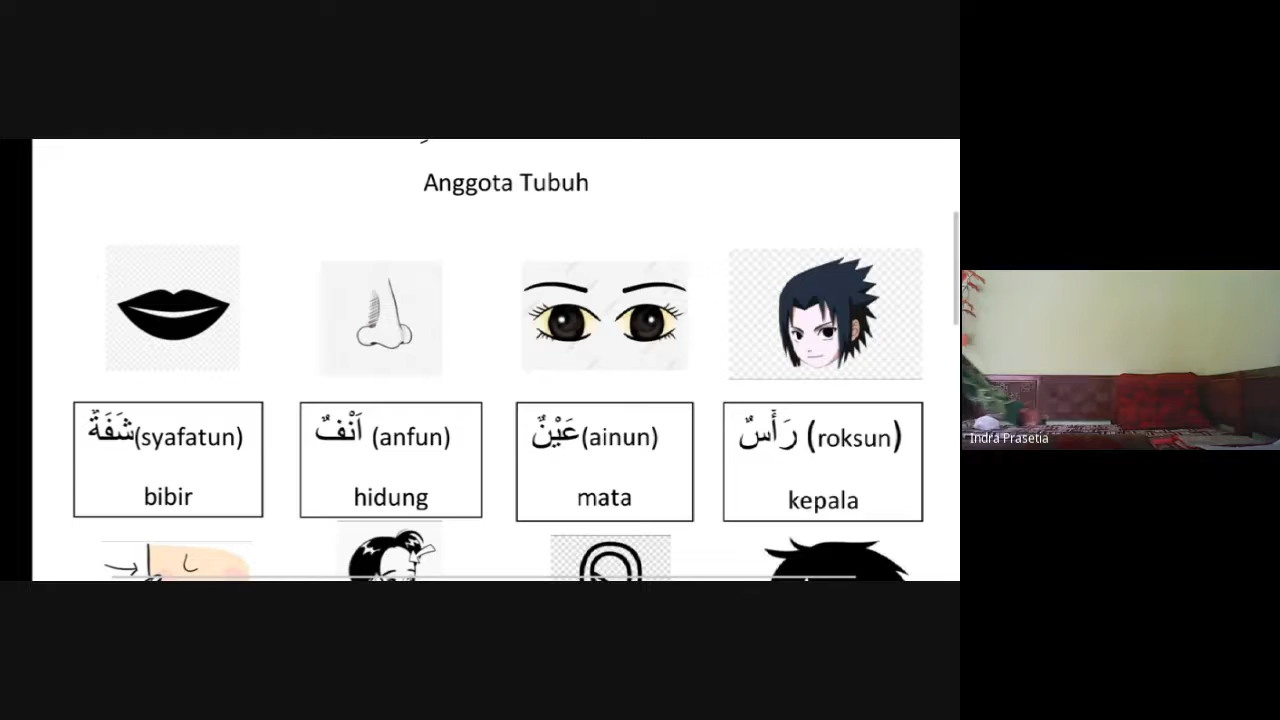 Anggota Tubuh
شَفَةٌ(syafatun)
bibir
اَنْفٌ (anfun)
hidung
عَيْنٌ(ainun)
mata
رَأْسٌ (roksun)
kepala
Indra Prasetia